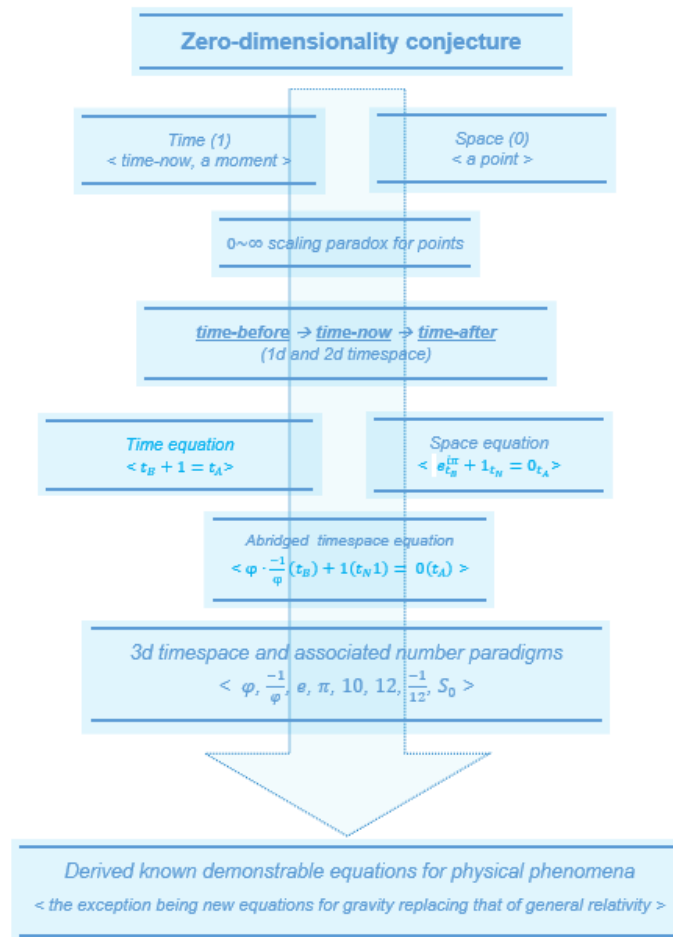 Zero-dimensionality conjecture
Time (1)
< time-now, a moment >
Space (0)
< a point >
0~∞ scaling paradox for points
time-before → time-now → time-after
(1d and 2d timespace)
Time equation
< t_B + 1 = t_A>
Space equation
< e^{iπ}_{t_B} + 1_{t_N} = 0_{t_A}>
Abridged timespace equation
< φ · \frac{-1}{φ}(t_B) + 1(t_N1) = 0(t_A) >
3d timespace and associated number paradigms
< φ, \frac{-1}{φ}, e, π, 10, 12, \frac{-1}{12}, S_0 >
Derived known demonstrable equations for physical phenomena
< the exception being new equations for gravity replacing that of general relativity >